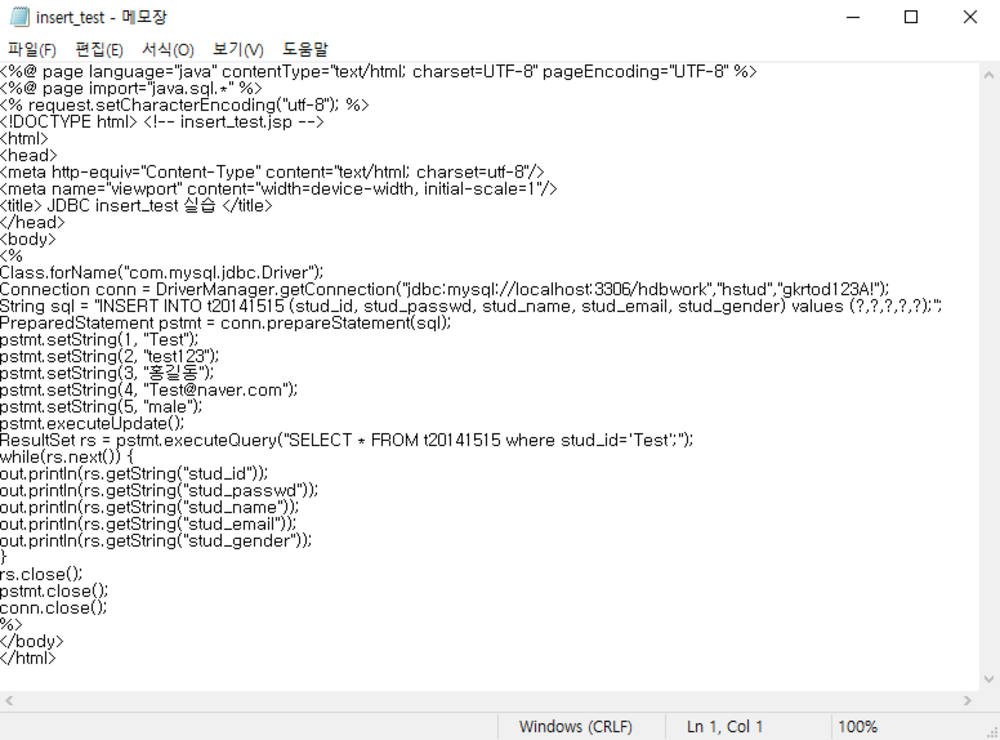 insert_test - 메모장
파일(F) 편집(E) 서식(O) 보기(V) 도움말
<%@ page language="java" contentType="text/html; charset=UTF-8" pageEncoding="UTF-8" %>
<%@ page import="java.sql.*" %>
<% request.setCharacterEncoding("utf-8"); %>
<!DOCTYPE html> <!-- insert_test.jsp -->
<html>
<head>
<meta http-equiv="Content-Type" content="text/html; charset=utf-8"/>
<meta name="viewport" content="width=device-width, initial-scale=1"/>
<title> JDBC insert_test 실습 </title>
</head>
<body>
<%
Class.forName("com.mysql.jdbc.Driver");
Connection conn = DriverManager.getConnection("jdbc:mysql://localhost:3306/hdbwork","hstud","gkrtod123A!");
String sql = "INSERT INTO t20141515 (stud_id, stud_passwd, stud_name, stud_email, stud_gender) values (?,?,?,?,?);";
PreparedStatement pstmt = conn.prepareStatement(sql);
pstmt.setString(1, "Test");
pstmt.setString(2, "test123");
pstmt.setString(3, "홍길동");
pstmt.setString(4, "Test@naver.com");
pstmt.setString(5, "male");
pstmt.executeUpdate();
ResultSet rs = pstmt.executeQuery("SELECT * FROM t20141515 where stud_id='Test';");
while(rs.next()) {
out.println(rs.getString("stud_id"));
out.println(rs.getString("stud_passwd"));
out.println(rs.getString("stud_name"));
out.println(rs.getString("stud_email"));
out.println(rs.getString("stud_gender"));
}
rs.close();
pstmt.close();
conn.close();
%>
</body>
</html>
Windows (CRLF) Ln 1, Col 1 100%